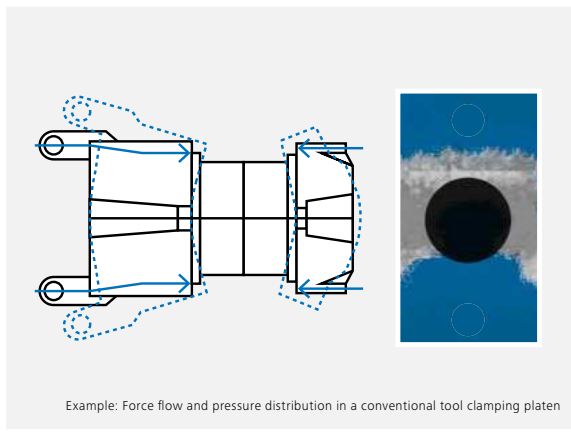 Example: Force flow and pressure distribution in a conventional tool clamping platen